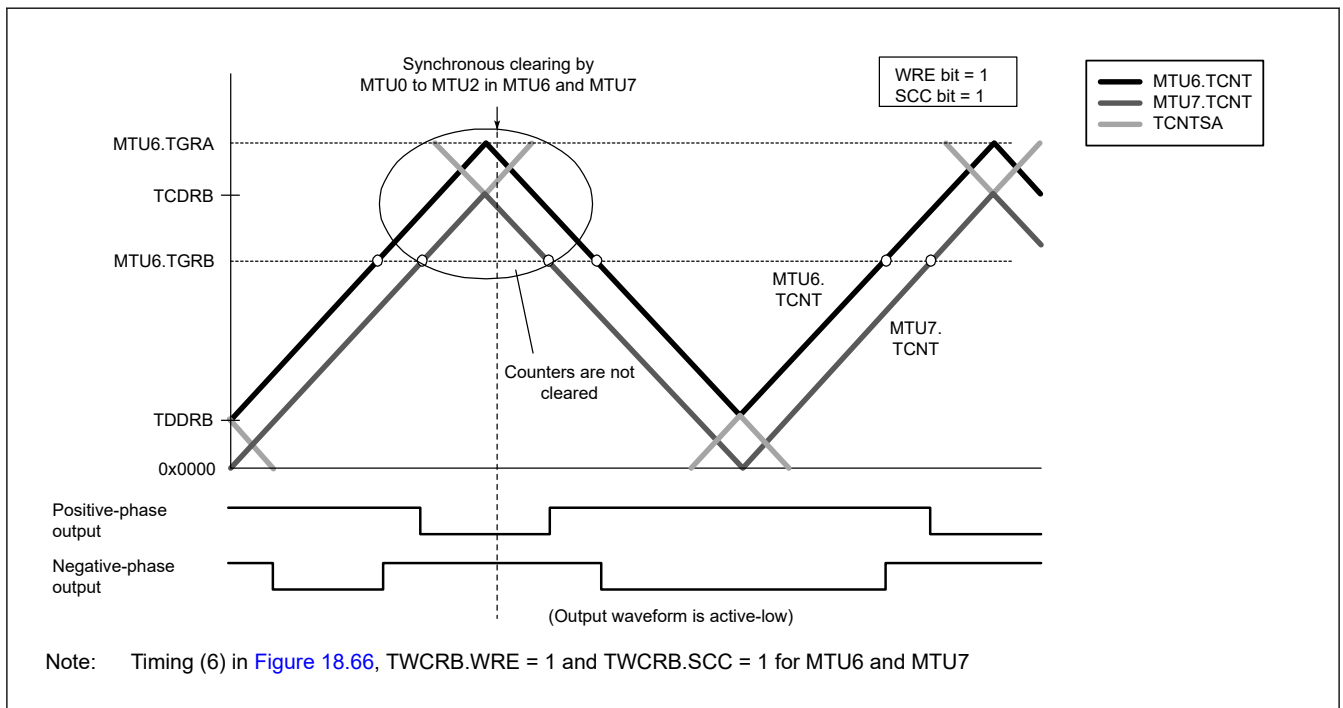 Synchronous clearing by
MTU0 to MTU2 in MTU6 and MTU7
WRE bit = 1
SCC bit = 1
MTU6.TCNT
MTU7.TCNT
TCNTSA
MTU6.TGRA
TCDRB
MTU6.TGRB
MTU6.
TCNT
MTU7.
TCNT
Counters are not
cleared
TDDRB
0x0000
Positive-phase
output
Negative-phase
output
(Output waveform is active-low)
Note: Timing (6) in Figure 18.66, TWCRB.WRE = 1 and TWCRB.SCC = 1 for MTU6 and MTU7